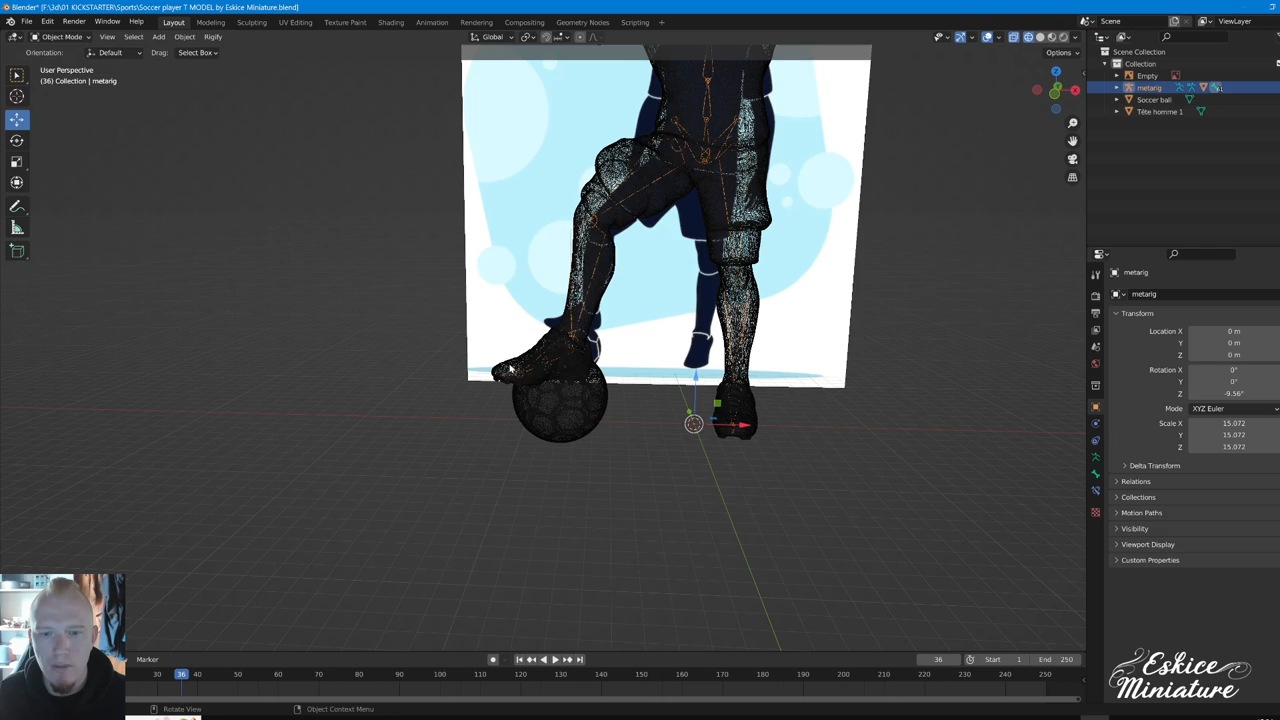 Blender* [F:\3d\01 KICKSTARTER\Sports\Soccer player T MODEL by Eskice Miniature.blend]
File Edit Render Window Help Layout Modeling Sculpting UV Editing Texture Paint Shading Animation Rendering Compositing Geometry Nodes Scripting + Scene ViewLayer
Object Mode View Select Add Object Rigify Global
Orientation: Default Drag: Select Box Options
User Perspective
(36) Collection | metarig
Scene Collection
Collection
Empty
metarig
Soccer ball
Tête homme 1
Z
X
Y
metarig
metarig
Transform
Location X 0 m
Y 0 m
Z 0 m
Rotation X 0°
Y 0°
Z -9.56°
Mode XYZ Euler
Scale X 15.072
Y 15.072
Z 15.072
Delta Transform
Relations
Collections
Motion Paths
Visibility
Viewport Display
Custom Properties
Marker 36 Start 1 End 250
30 36 40 50 60 70 80 90 100 110 120 130 140 150 160 170 180 190 200 210 220 230 240 250
Rotate View Object Context Menu
Eskice
Miniature